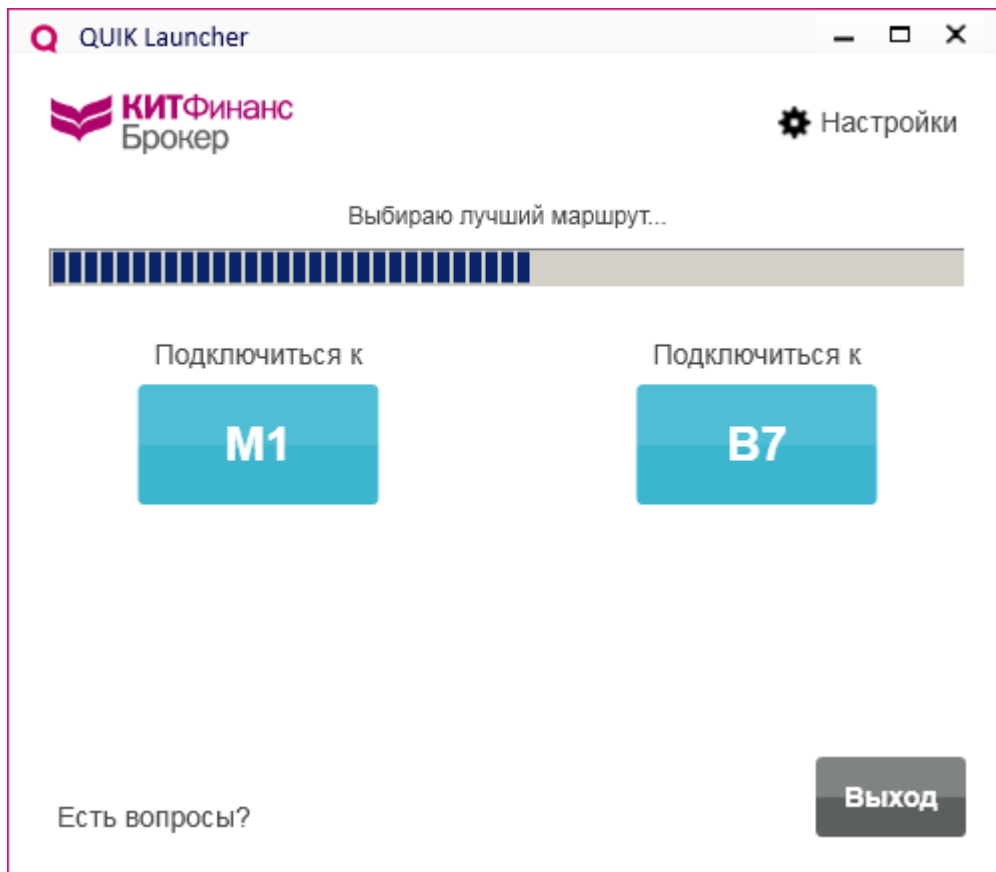 QUIK Launcher
КИТФинанс
Брокер
Настройки
Выбираю лучший маршрут...
Подключиться к
Подключиться к
M1
B7
Выход
Есть вопросы?